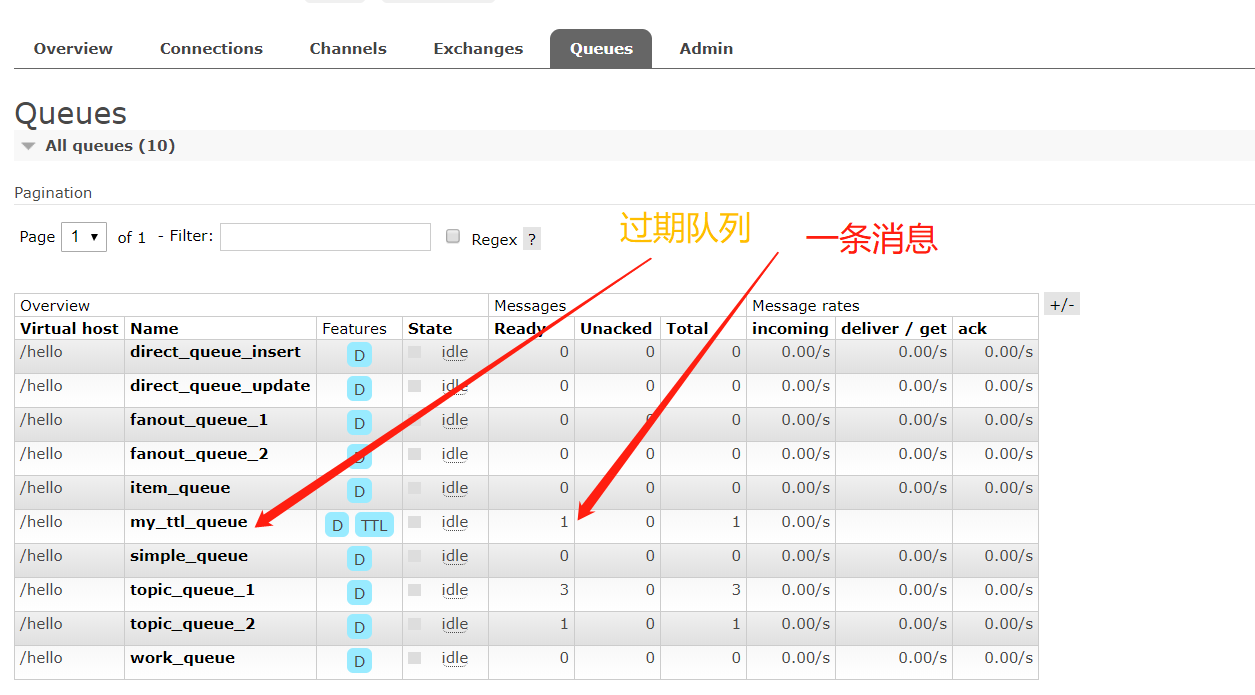 Overview Connections Channels Exchanges Queues Admin
Queues
All queues (10)
Pagination
Page 1 of 1 - Filter: Regex ?
过期队列
一条消息
Overview Messages Message rates +/-
Virtual host Name Features State Ready Unacked Total incoming deliver / get ack
/hello direct_queue_insert D idle 0 0 0 0.00/s 0.00/s 0.00/s
/hello direct_queue_update D idle 0 0 0 0.00/s 0.00/s 0.00/s
/hello fanout_queue_1 D idle 0 0 0 0.00/s 0.00/s 0.00/s
/hello fanout_queue_2 D idle 0 0 0 0.00/s 0.00/s 0.00/s
/hello item_queue D idle 0 0 0 0.00/s 0.00/s 0.00/s
/hello my_ttl_queue D TTL idle 1 0 1 0.00/s
/hello simple_queue D idle 0 0 0 0.00/s 0.00/s 0.00/s
/hello topic_queue_1 D idle 3 0 3 0.00/s 0.00/s 0.00/s
/hello topic_queue_2 D idle 1 0 1 0.00/s 0.00/s 0.00/s
/hello work_queue D idle 0 0 0 0.00/s 0.00/s 0.00/s